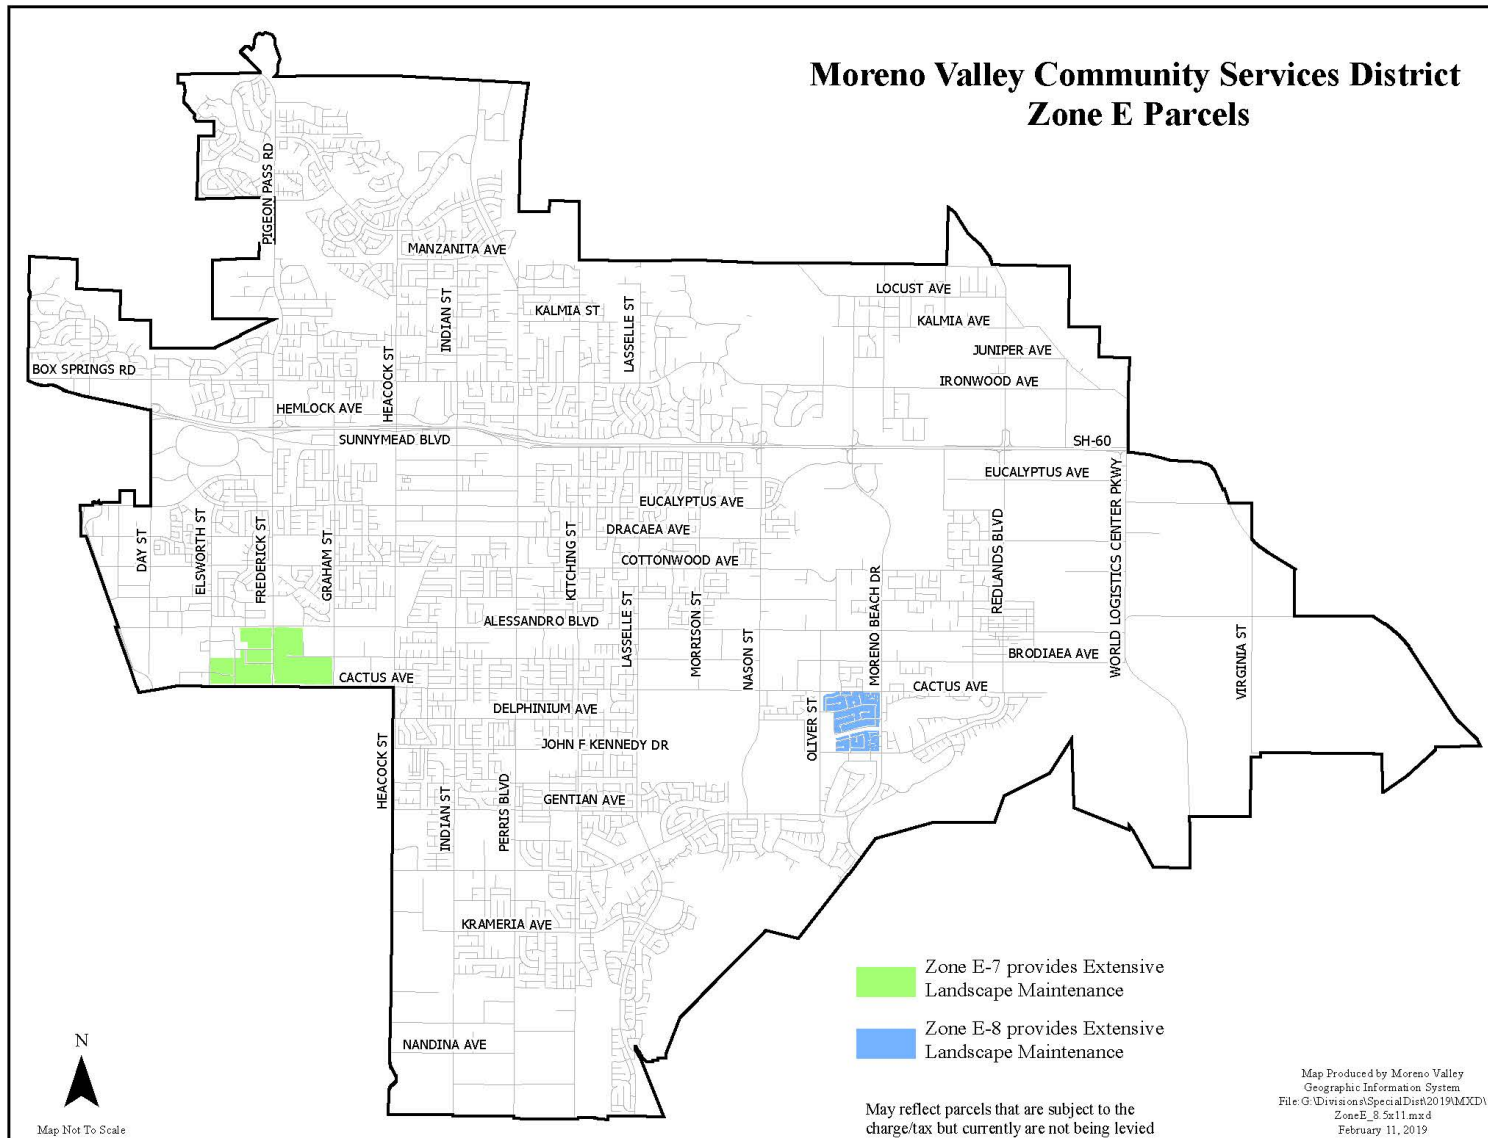 Moreno Valley Community Services District
Zone E Parcels
PIGEON PASS RD
MANZANITA AVE
LOCUST AVE
INDIAN ST
KALMIA ST
LASSELLE ST
KALMIA AVE
JUNIPER AVE
BOX SPRINGS RD
HEACOCK ST
IRONWOOD AVE
HEMLOCK AVE
SUNNYMEAD BLVD
SH-60
EUCALYPTUS AVE
EUCALYPTUS AVE
DRACAEA AVE
COTTONWOOD AVE
DAY ST
ELSWORTH ST
FREDERICK ST
GRAHAM ST
KITCHING ST
LASSELLE ST
MORRISON ST
NASON ST
MORENO BEACH DR
REDLANDS BLVD
WORLD LOGISTICS CENTER PKWY
VIRGINIA ST
ALESSANDRO BLVD
BRODIAEA AVE
CACTUS AVE
CACTUS AVE
DELPHINIUM AVE
OLIVER ST
JOHN F KENNEDY DR
HEACOCK ST
INDIAN ST
PERRIS BLVD
GENTIAN AVE
KRAMERIA AVE
NANDINA AVE
Zone E-7 provides Extensive
Landscape Maintenance
Zone E-8 provides Extensive
Landscape Maintenance
May reflect parcels that are subject to the
charge/tax but currently are not being levied
N
Map Not To Scale
Map Produced by Moreno Valley
Geographic Information System
File: G:\Divisions\SpecialDist\2019\MXD\
ZoneE_8.5x11.mxd
February 11, 2019